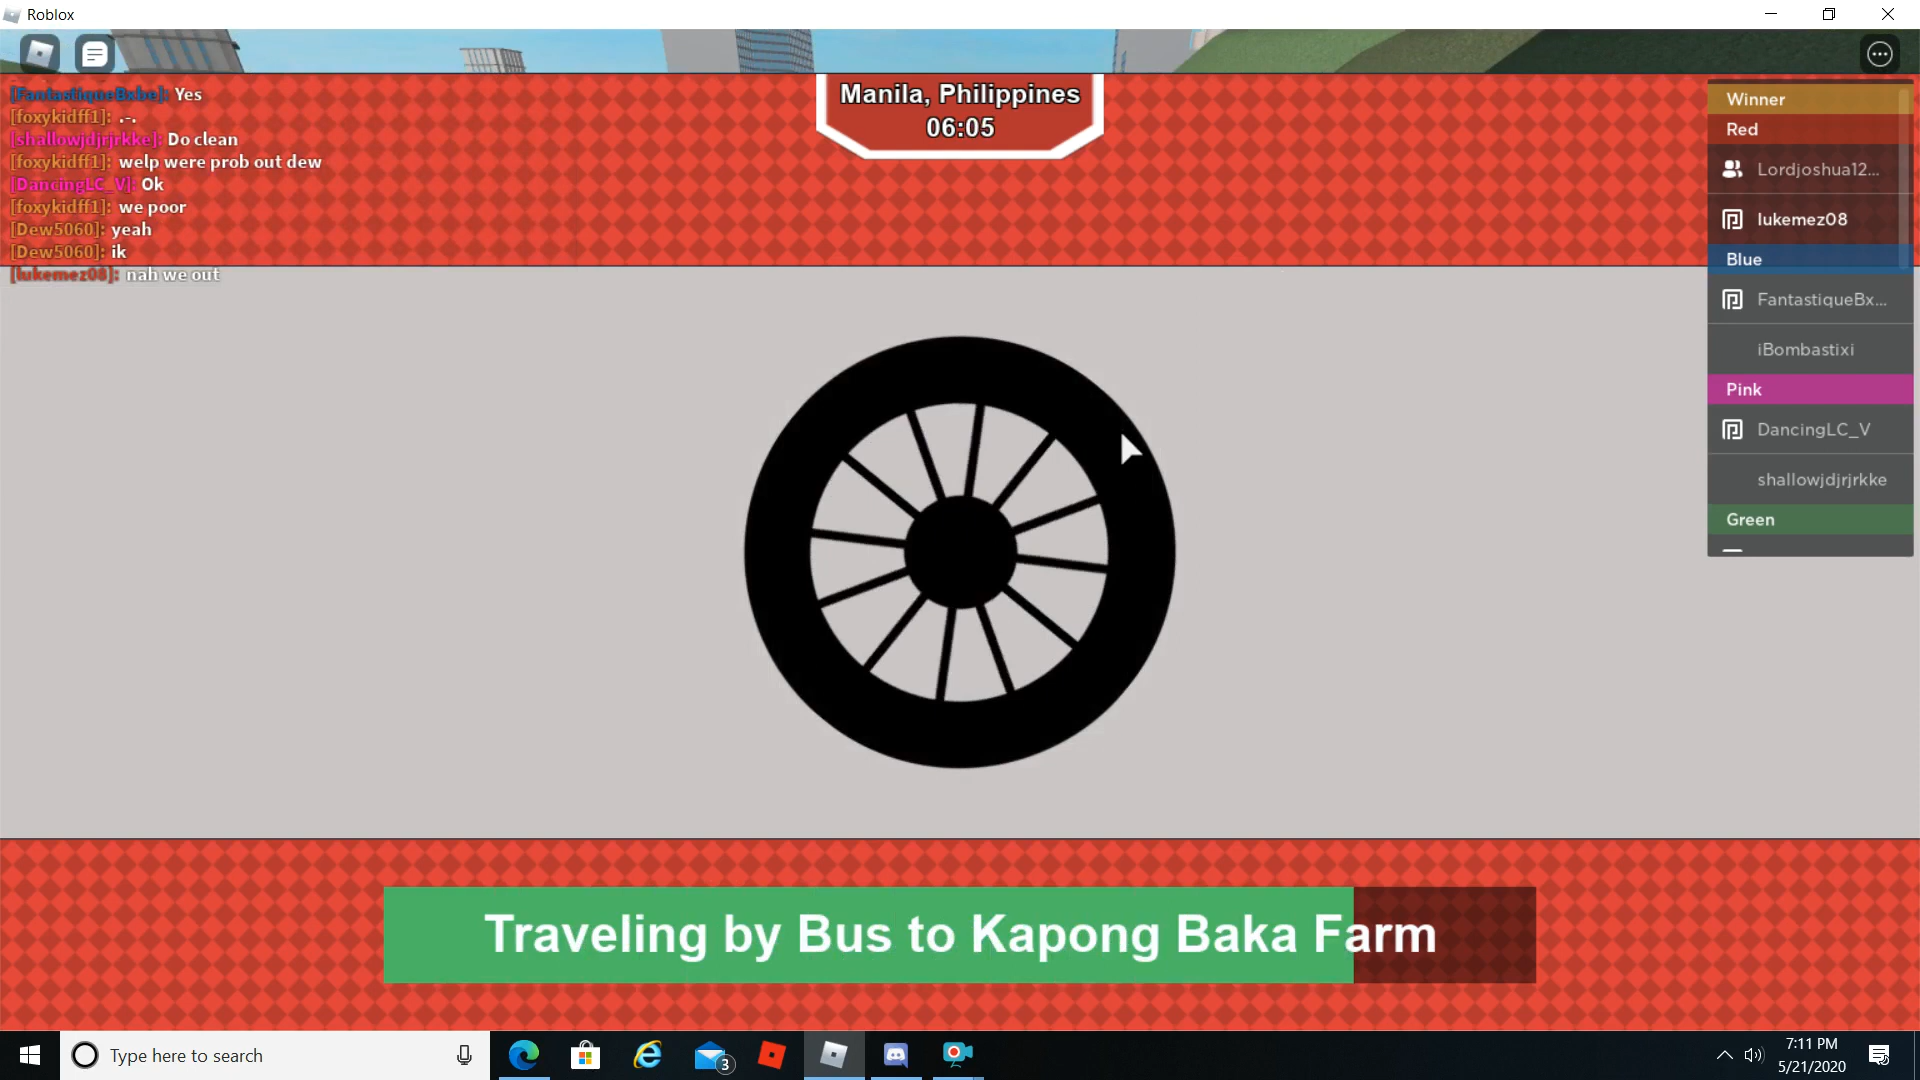 Roblox
[FantastiqueBxbe]: Yes
[foxykidff1]: .-.
[shallowjdjrjrkke]: Do clean
[foxykidff1]: welp were prob out dew
[DancingLC_V]: Ok
[foxykidff1]: we poor
[Dew5060]: yeah
[Dew5060]: ik
[lukemez08]: nah we out
Manila, Philippines
06:05
Winner
Red
Lordjoshua12...
lukemez08
Blue
FantastiqueBx...
iBombastixi
Pink
DancingLC_V
shallowjdjrjrkke
Green
Traveling by Bus to Kapong Baka Farm
Type here to search
3
7:11 PM
5/21/2020